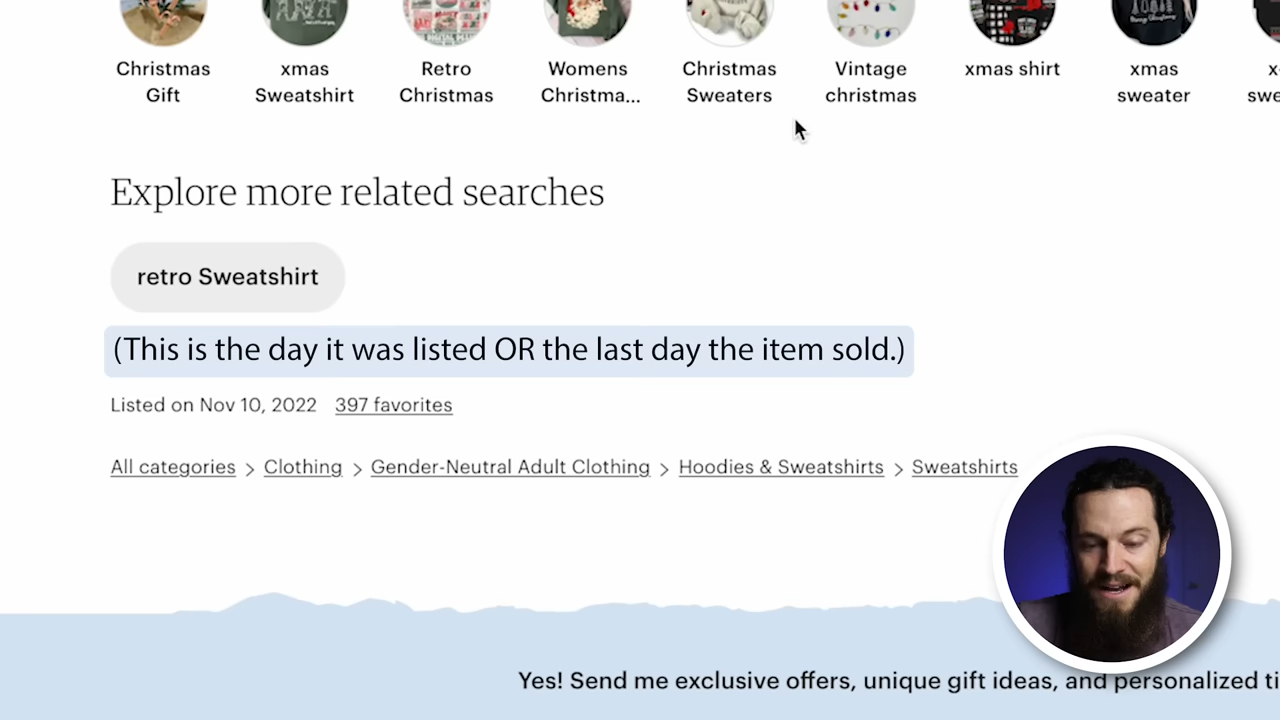 Christmas Gift
xmas Sweatshirt
Retro Christmas
Womens Christma...
Christmas Sweaters
Vintage christmas
xmas shirt
xmas sweater
Explore more related searches
retro Sweatshirt
(This is the day it was listed OR the last day the item sold.)
Listed on Nov 10, 2022 397 favorites
All categories > Clothing > Gender-Neutral Adult Clothing > Hoodies & Sweatshirts > Sweatshirts
Yes! Send me exclusive offers, unique gift ideas, and personalized